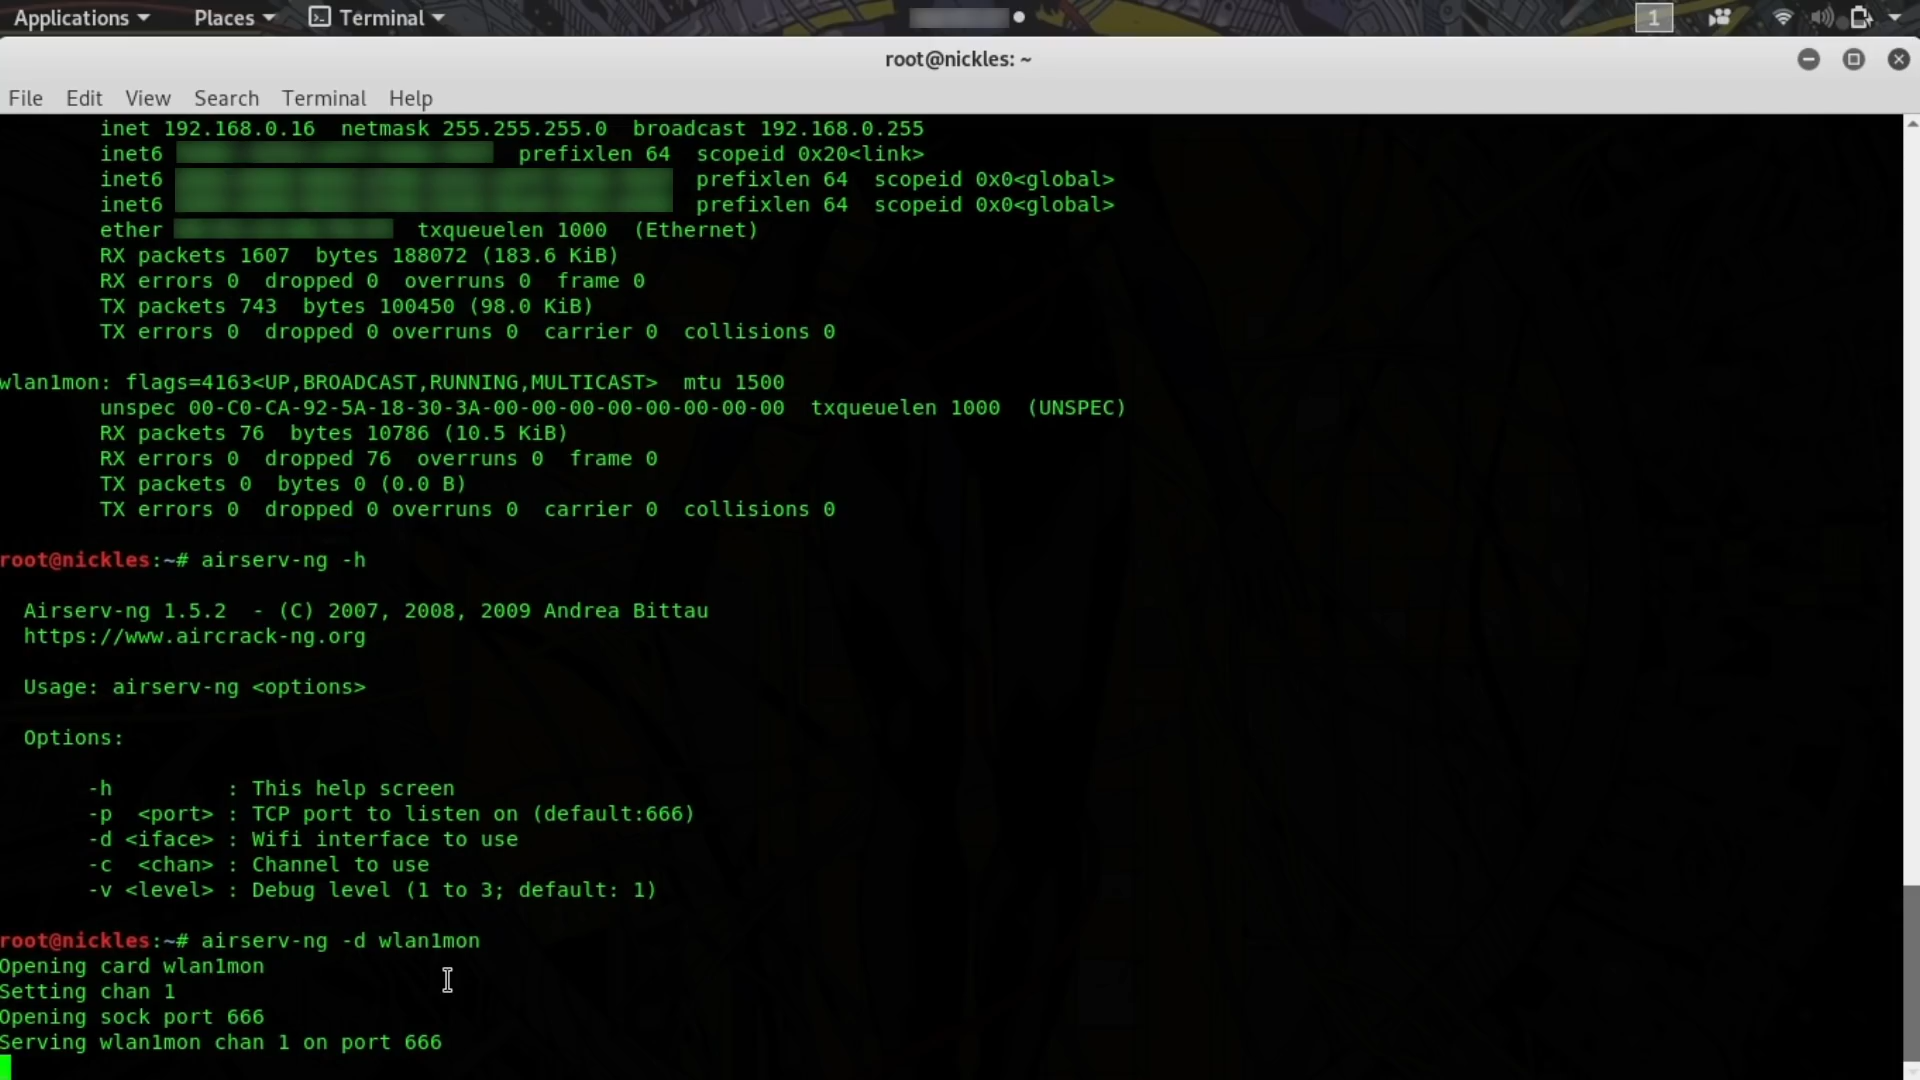 Applications Places Terminal 1
root@nickles: ~
File Edit View Search Terminal Help
inet 192.168.0.16 netmask 255.255.255.0 broadcast 192.168.0.255
inet6 prefixlen 64 scopeid 0x20<link>
inet6 prefixlen 64 scopeid 0x0<global>
inet6 prefixlen 64 scopeid 0x0<global>
ether txqueuelen 1000 (Ethernet)
RX packets 1607 bytes 188072 (183.6 KiB)
RX errors 0 dropped 0 overruns 0 frame 0
TX packets 743 bytes 100450 (98.0 KiB)
TX errors 0 dropped 0 overruns 0 carrier 0 collisions 0
wlan1mon: flags=4163<UP,BROADCAST,RUNNING,MULTICAST> mtu 1500
unspec 00-C0-CA-92-5A-18-30-3A-00-00-00-00-00-00-00-00 txqueuelen 1000 (UNSPEC)
RX packets 76 bytes 10786 (10.5 KiB)
RX errors 0 dropped 76 overruns 0 frame 0
TX packets 0 bytes 0 (0.0 B)
TX errors 0 dropped 0 overruns 0 carrier 0 collisions 0
root@nickles:~# airserv-ng -h
Airserv-ng 1.5.2 - (C) 2007, 2008, 2009 Andrea Bittau
https://www.aircrack-ng.org
Usage: airserv-ng <options>
Options:
-h : This help screen
-p <port> : TCP port to listen on (default:666)
-d <iface> : Wifi interface to use
-c <chan> : Channel to use
-v <level> : Debug level (1 to 3; default: 1)
root@nickles:~# airserv-ng -d wlan1mon
Opening card wlan1mon
Setting chan 1
Opening sock port 666
Serving wlan1mon chan 1 on port 666